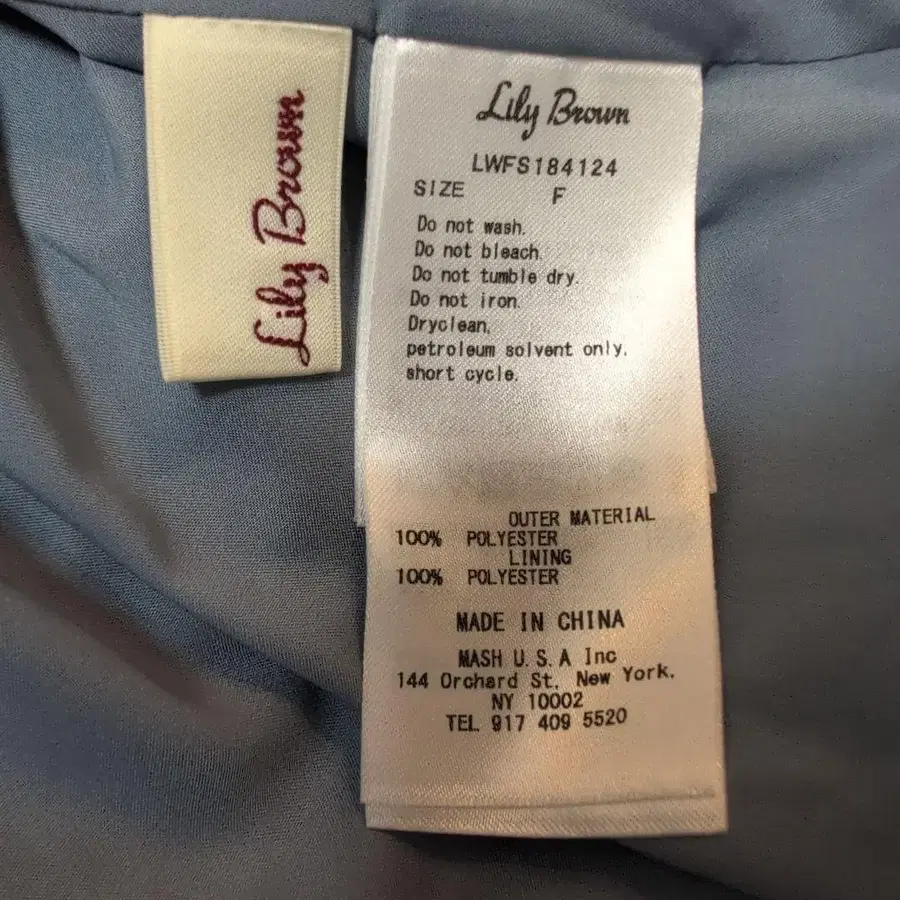 Lily Brown
Lily Brown
LWFS184124
SIZE F
Do not wash.
Do not bleach.
Do not tumble dry.
Do not iron.
Dryclean,
petroleum solvent only.
short cycle.
OUTER MATERIAL
100% POLYESTER
LINING
100% POLYESTER
MADE IN CHINA
MASH U.S.A Inc
144 Orchard St, New York.
NY 10002
TEL 917 409 5520